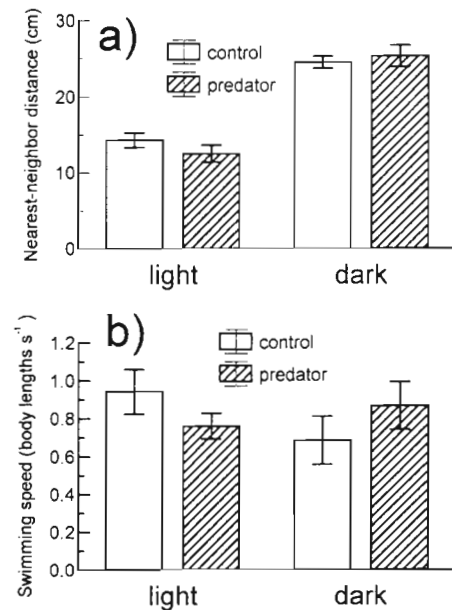 a)
Nearest-neighbor distance (cm)
30
20
10
0
control
predator
light
dark
b)
Swimming speed (body lengths s⁻¹)
1.2
1.0
0.8
0.6
0.4
0.2
0.0
control
predator
light
dark